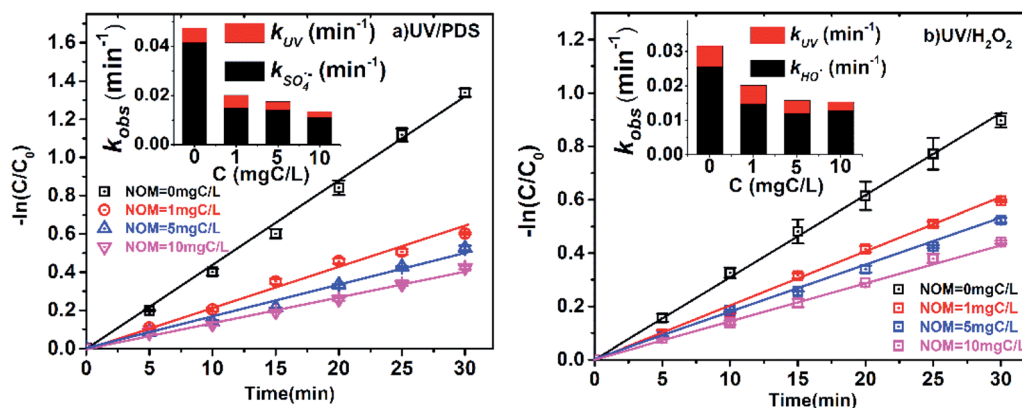 a)UV/PDS
-ln(C/C₀)
1.6
1.4
1.2
1.0
0.8
0.6
0.4
0.2
0.0
0 5 10 15 20 25 30
Time(min)
k_obs (min⁻¹)
0.04
0.02
0.00
0 1 5 10
C (mgC/L)
k_UV (min⁻¹)
k_SO₄·⁻ (min⁻¹)
NOM=0mgC/L
NOM=1mgC/L
NOM=5mgC/L
NOM=10mgC/L
b)UV/H₂O₂
-ln(C/C₀)
1.2
1.0
0.8
0.6
0.4
0.2
0.0
0 5 10 15 20 25 30
Time(min)
k_obs (min⁻¹)
0.03
0.02
0.01
0.00
0 1 5 10
C (mgC/L)
k_UV (min⁻¹)
k_HO· (min⁻¹)
NOM=0mgC/L
NOM=1mgC/L
NOM=5mgC/L
NOM=10mgC/L